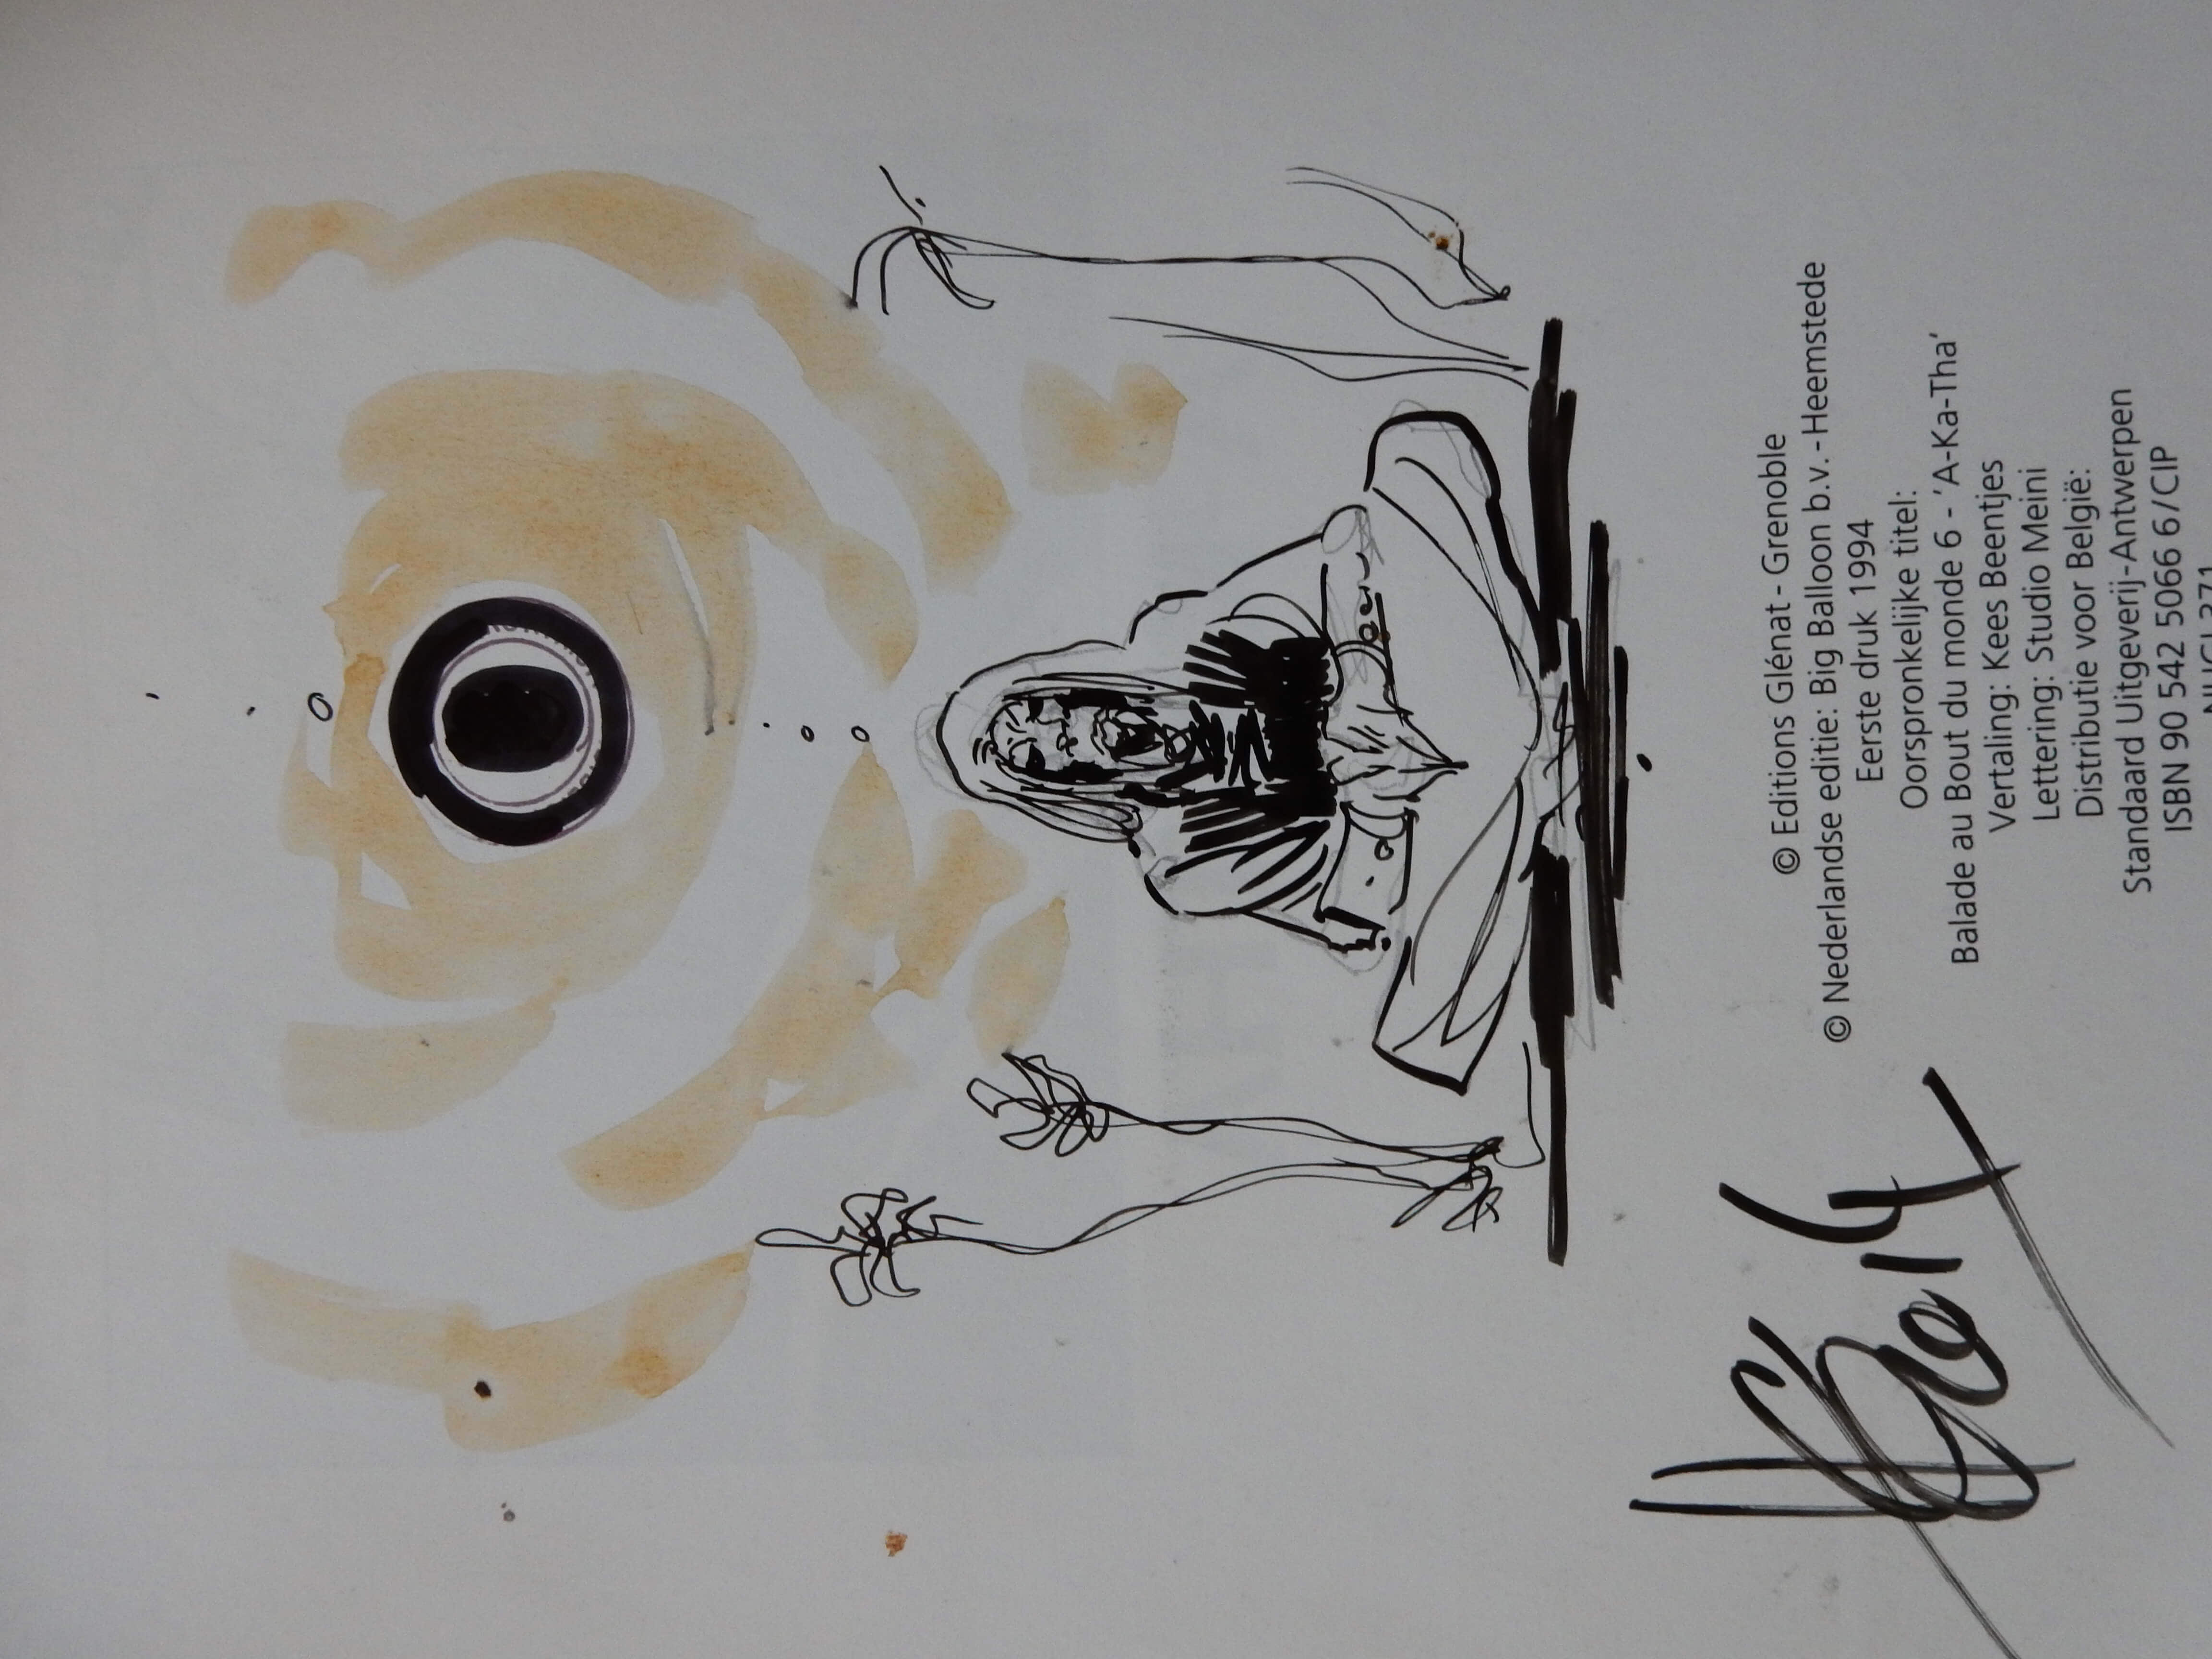 © Editions Glénat - Grenoble
© Nederlandse editie: Big Balloon b.v. - Heemstede
Eerste druk 1994
Oorspronkelijke titel:
Balade au Bout du monde 6 - 'A-Ka-Tha'
Vertaling: Kees Beentjes
Lettering: Studio Meini
Distributie voor België:
Standaard Uitgeverij-Antwerpen
ISBN 90 542 5066 6/CIP
NUGI 371